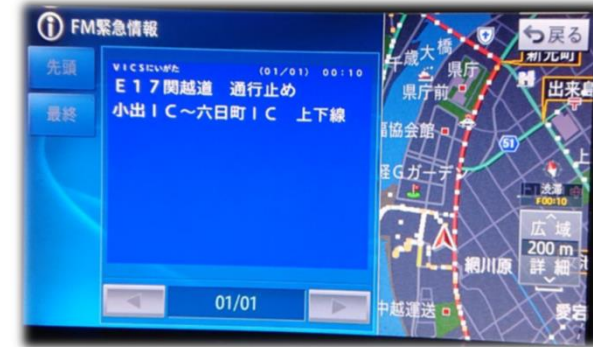 FM緊急情報
先頭
最終
VICSにいがた (01/01) 00:10
E17関越道 通行止め
小出IC~六日町IC 上下線
01/01
戻る
千歳大橋
県庁
県庁前
新光町
出来島
協会館
51
Gガーデン
渋滞
F00:10
広域
200m
詳細
網川原
中越運送
愛宕
上